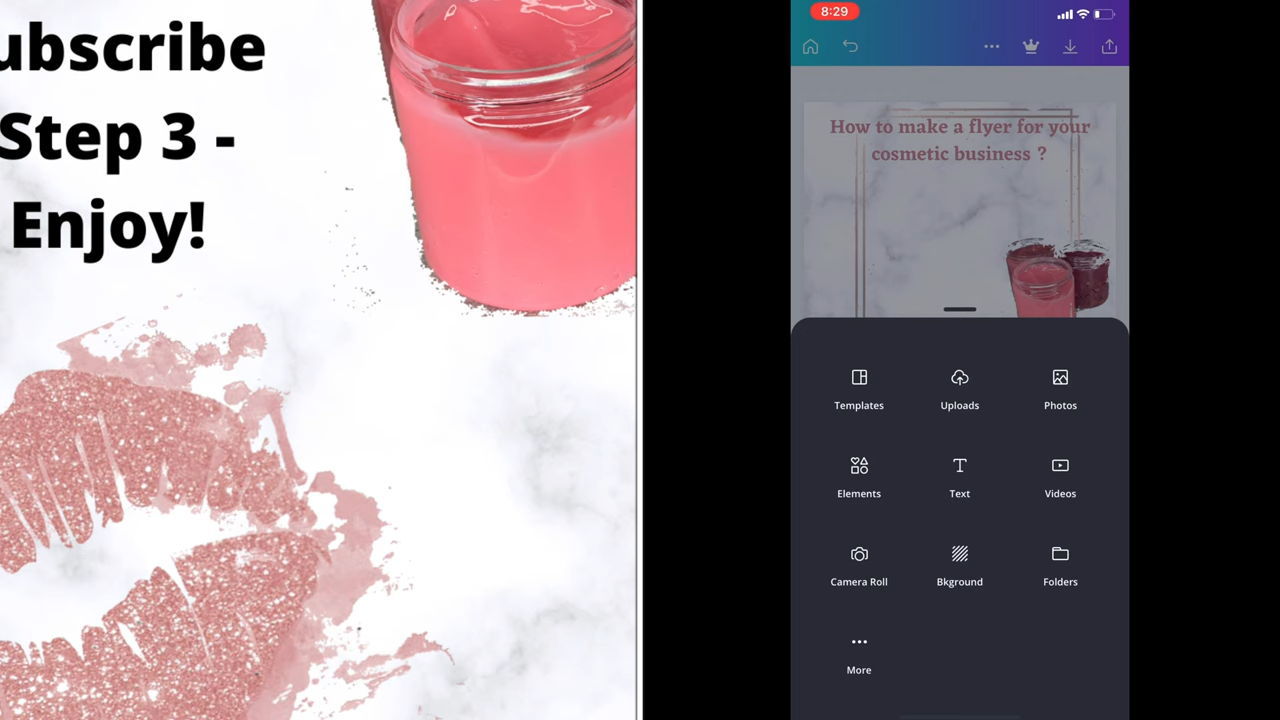 ubscribe
Step 3 -
Enjoy!
8:29
How to make a flyer for your
cosmetic business ?
Templates
Uploads
Photos
Elements
Text
Videos
Camera Roll
Bkground
Folders
More